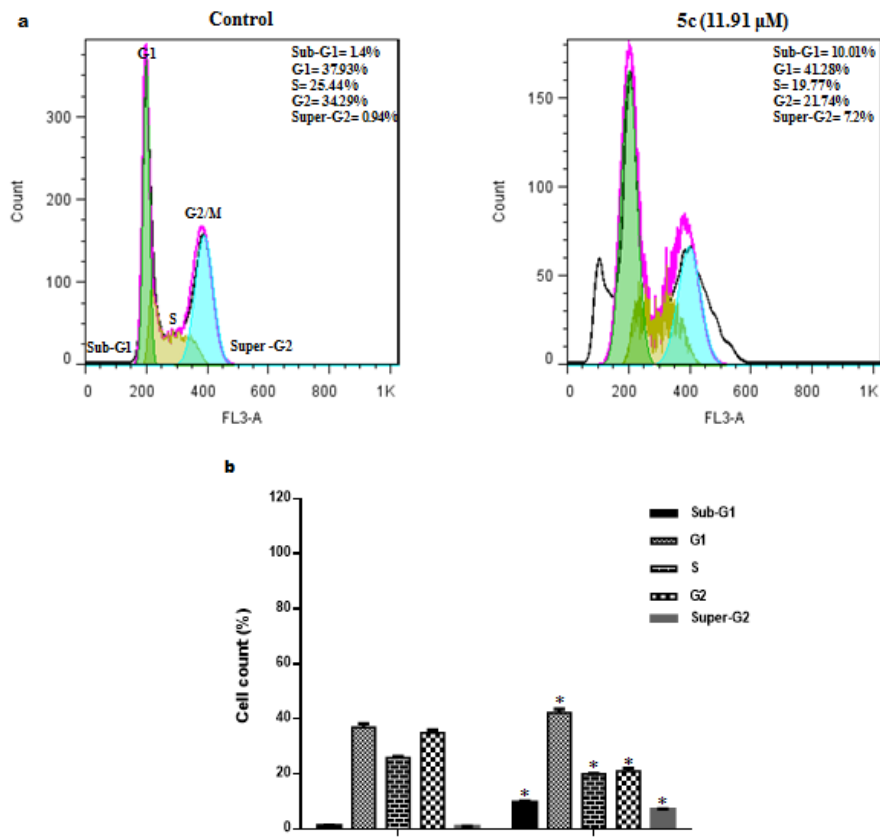 a
Control
5c (11.91 μM)
Sub-G1= 1.4%
G1= 37.93%
S= 25.44%
G2= 34.29%
Super-G2= 0.94%
G1
G2/M
S
Sub-G1
Super -G2
Count
300
200
100
0
0 200 400 600 800 1K
FL3-A
Sub-G1= 10.01%
G1= 41.28%
S= 19.77%
G2= 21.74%
Super-G2= 7.2%
Count
150
100
50
0
0 200 400 600 800 1K
FL3-A
b
Cell count (%)
120
100
80
60
40
20
0
Sub-G1
G1
S
G2
Super-G2
*
*
*
*
*